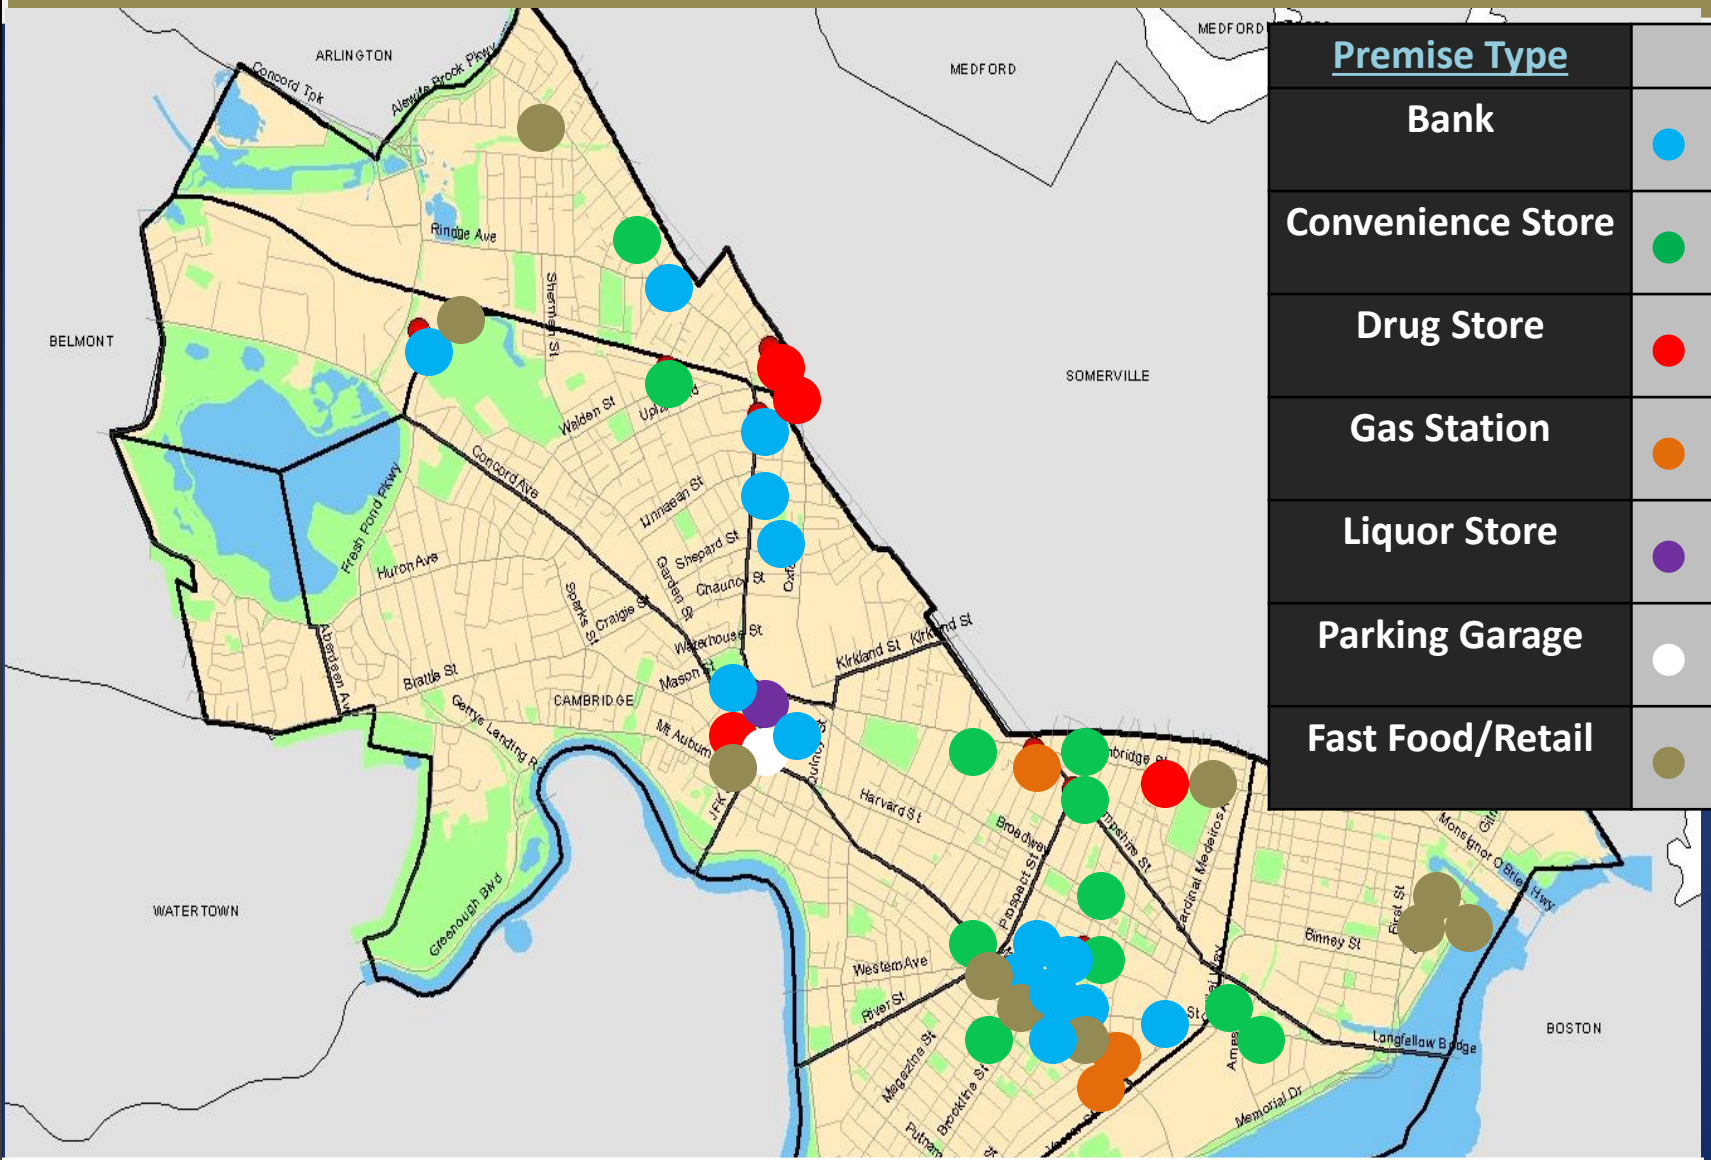 ARLINGTON
MEDFORD
MEDFORD
Concord Tpk
Alewife Brook Pkwy
Rindge Ave
Sherman St
BELMONT
SOMERVILLE
Walden St
Concord Ave
Linnaean St
Fresh Pond Pkwy
Shepard St
Huron Ave
Garden St
Chauncy St
Sparks St
Craigie St
Waterhouse St
Kirkland St
Kirkland St
Aberdeen Av
Brattle St
Mason St
CAMBRIDGE
Gerrys Landing Rd
Mt Auburn
Quincy St
JFK
Harvard St
Broadway
Prospect St
Cardinal Medeiros
Monsignor O'Brien Hwy
WATERTOWN
Greenough Blvd
First St
Binney St
Western Ave
River St
St
BOSTON
Longfellow Bridge
Magazine St
Brookline St
Memorial Dr
Putnam
Vassar St
St
Premise Type
Bank
Convenience Store
Drug Store
Gas Station
Liquor Store
Parking Garage
Fast Food/Retail